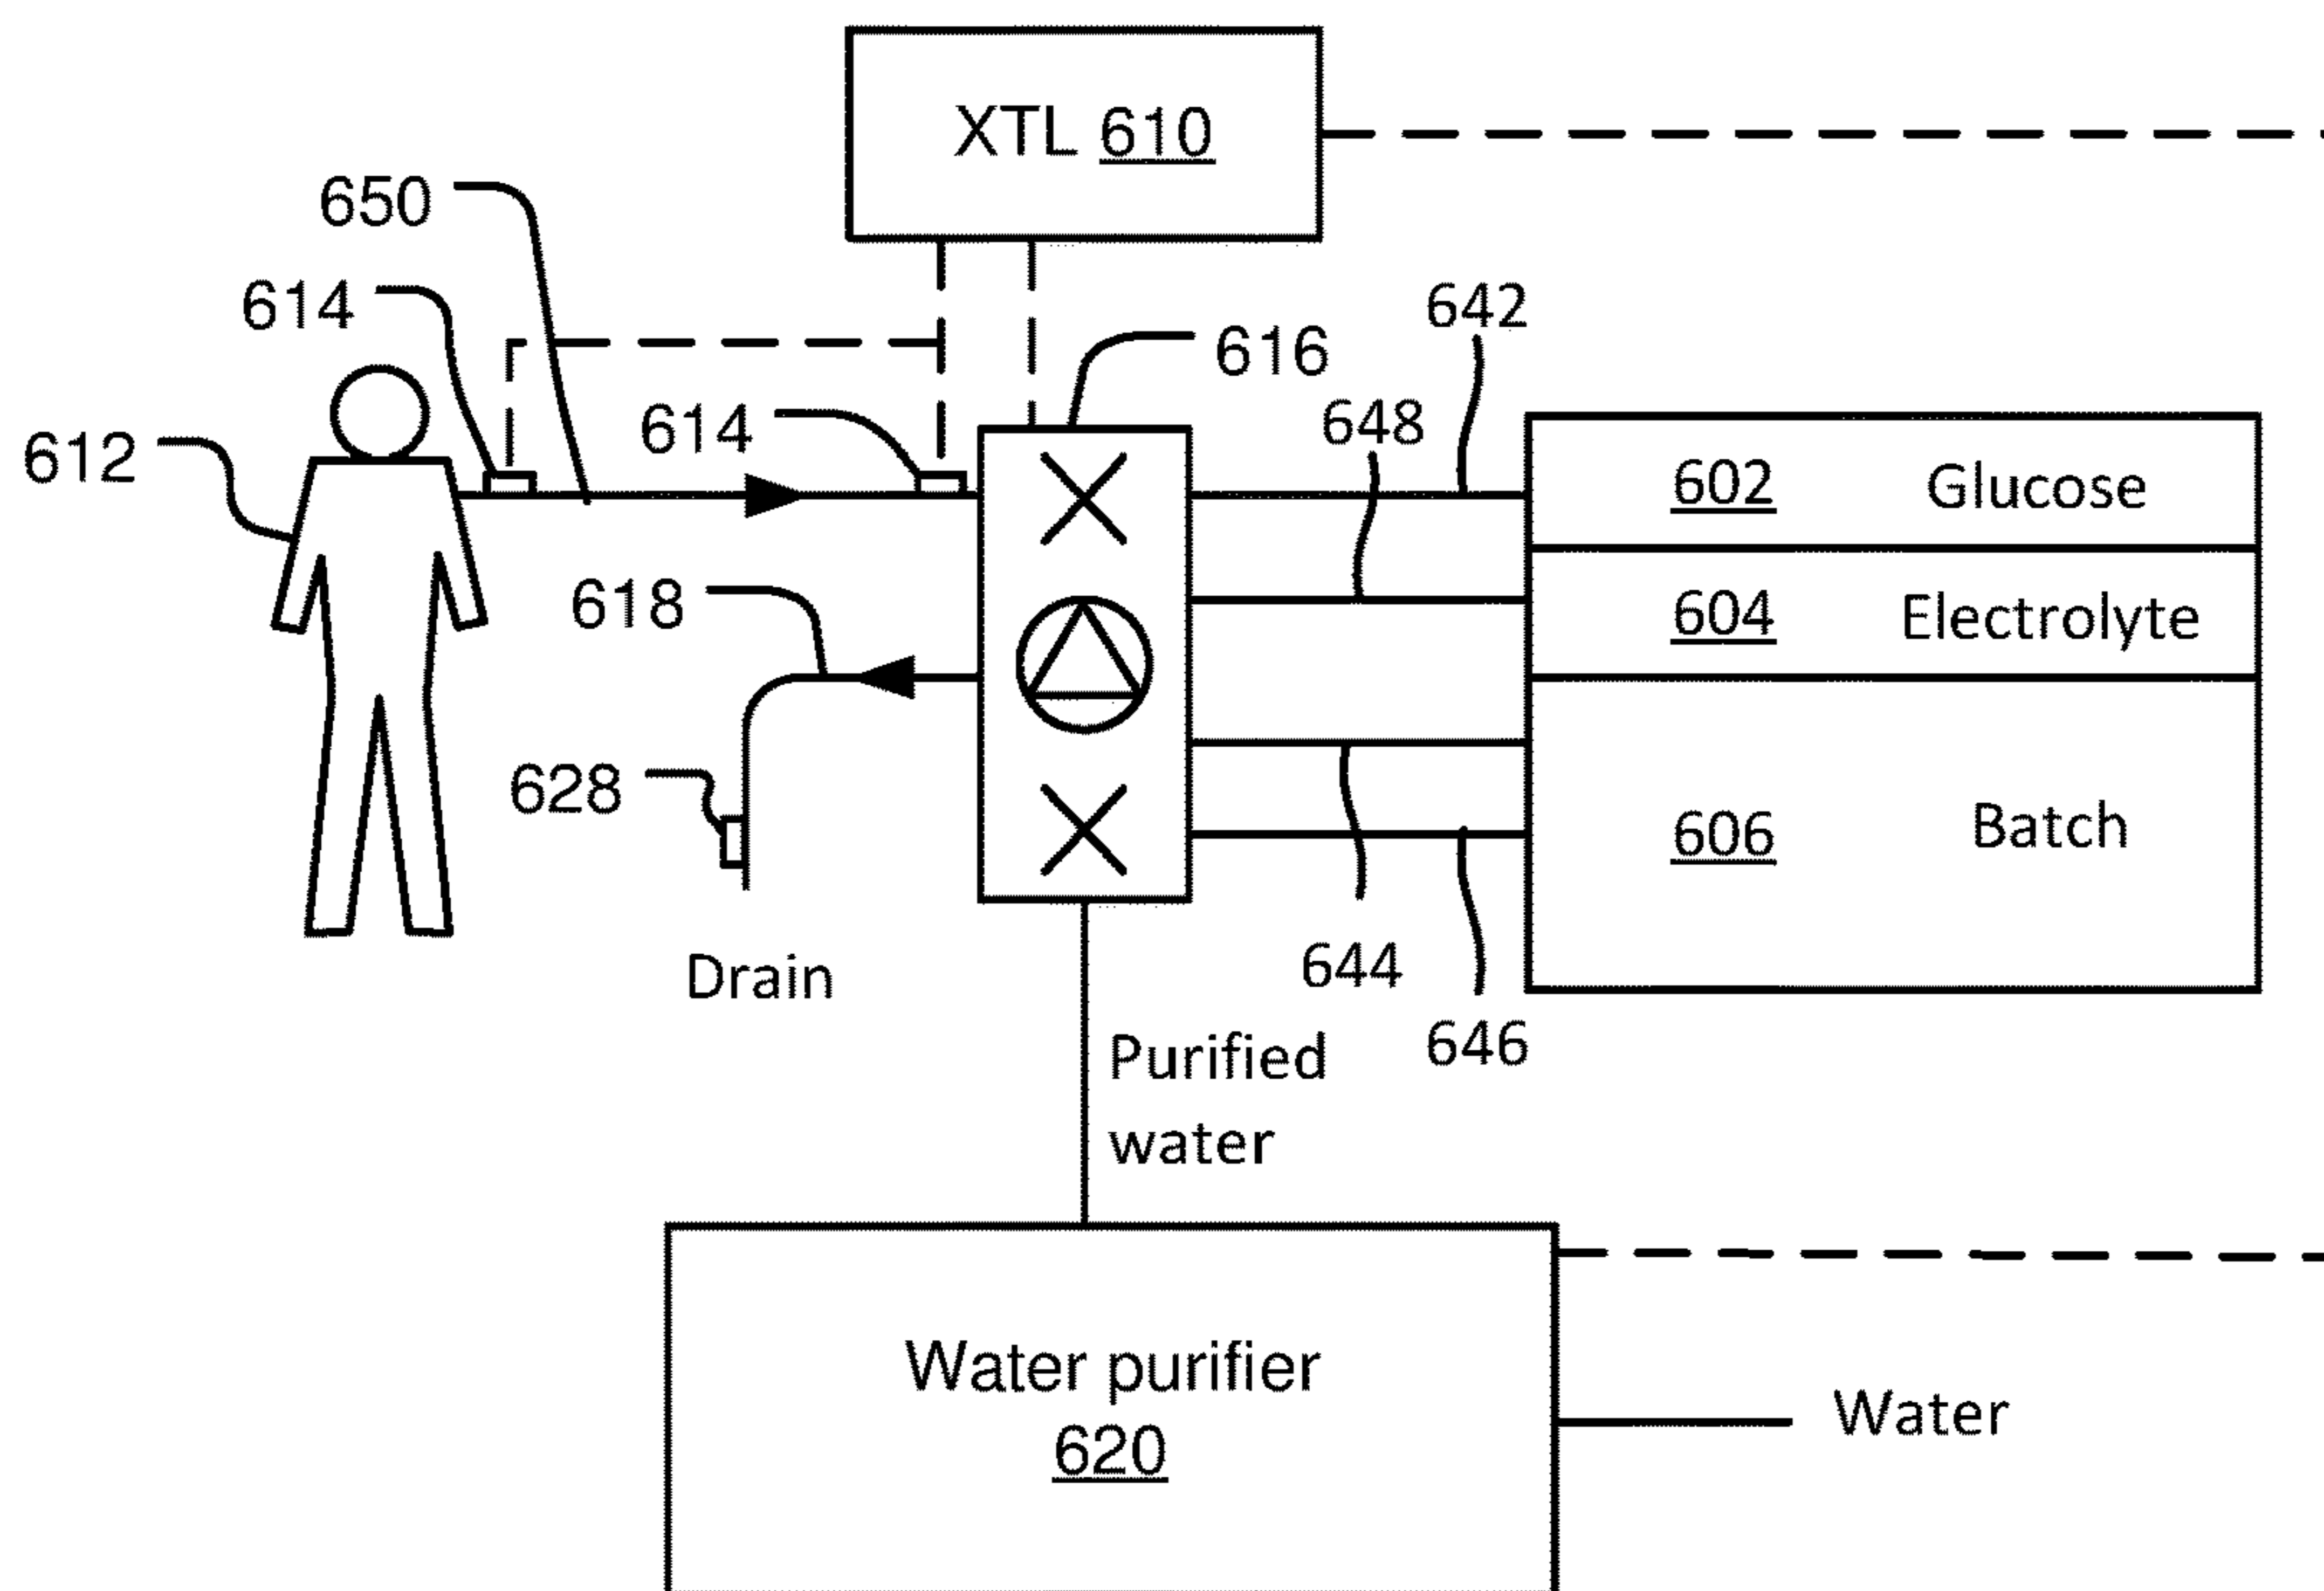 XTL 610
650
614
642
616
648
614
612
602 Glucose
618
604 Electrolyte
628
606 Batch
Drain
644
646
Purified
water
Water purifier
620
Water